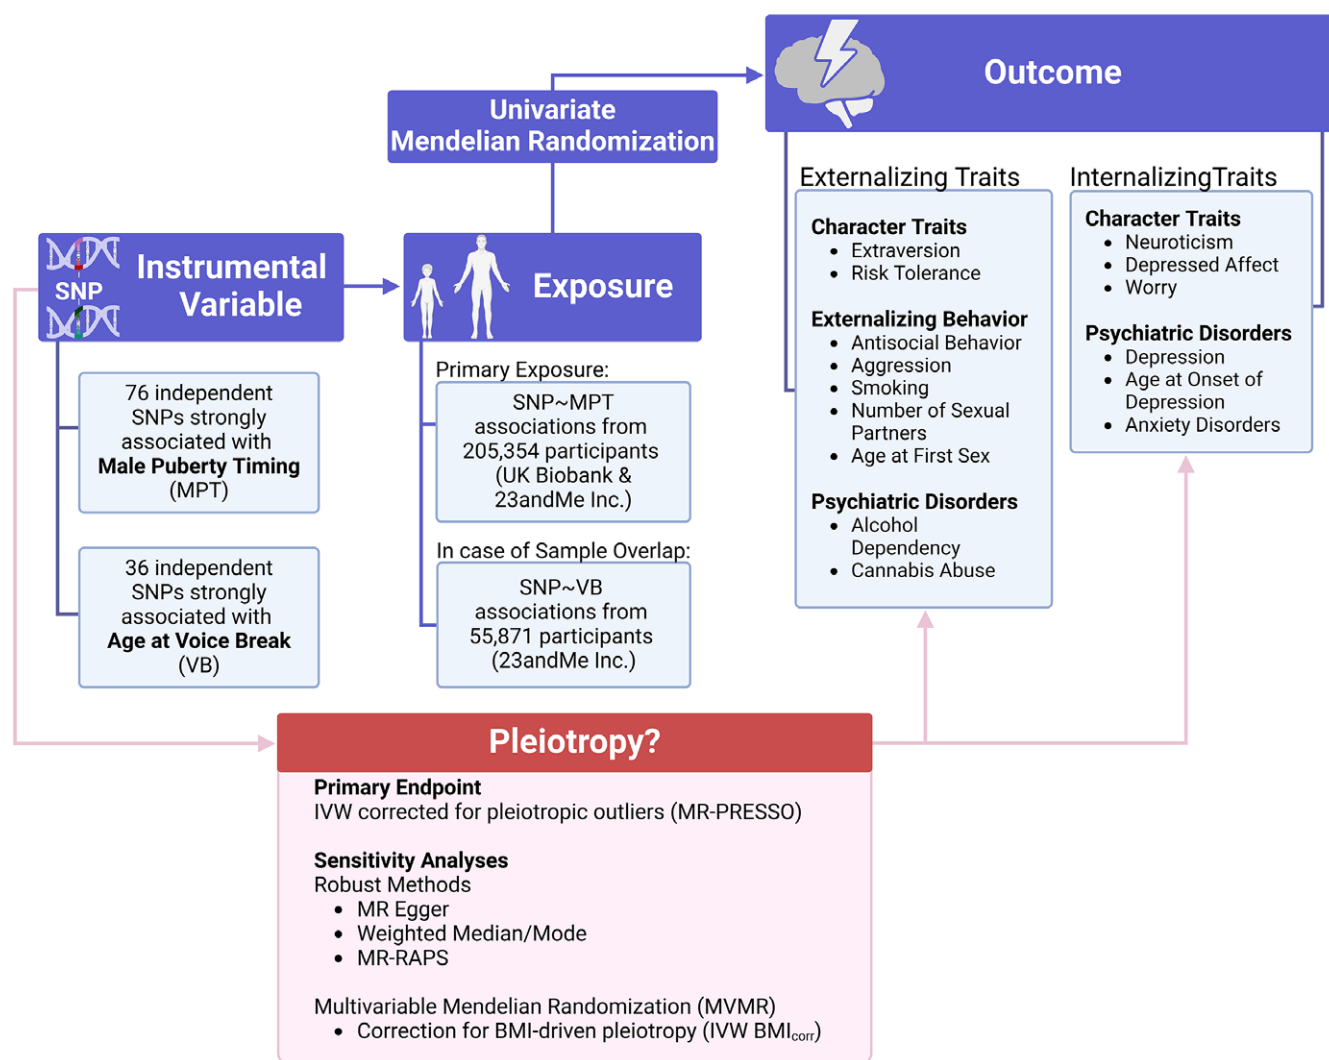 Univariate
Mendelian Randomization
Outcome
SNP
Instrumental
Variable
Exposure
76 independent
SNPs strongly
associated with
Male Puberty Timing
(MPT)
36 independent
SNPs strongly
associated with
Age at Voice Break
(VB)
Primary Exposure:
SNP~MPT
associations from
205,354 participants
(UK Biobank &
23andMe Inc.)
In case of Sample Overlap:
SNP~VB
associations from
55,871 participants
(23andMe Inc.)
Externalizing Traits
Character Traits
• Extraversion
• Risk Tolerance
Externalizing Behavior
• Antisocial Behavior
• Aggression
• Smoking
• Number of Sexual
Partners
• Age at First Sex
Psychiatric Disorders
• Alcohol
Dependency
• Cannabis Abuse
InternalizingTraits
Character Traits
• Neuroticism
• Depressed Affect
• Worry
Psychiatric Disorders
• Depression
• Age at Onset of
Depression
• Anxiety Disorders
Pleiotropy?
Primary Endpoint
IVW corrected for pleiotropic outliers (MR-PRESSO)
Sensitivity Analyses
Robust Methods
• MR Egger
• Weighted Median/Mode
• MR-RAPS
Multivariable Mendelian Randomization (MVMR)
• Correction for BMI-driven pleiotropy (IVW BMIcorr)